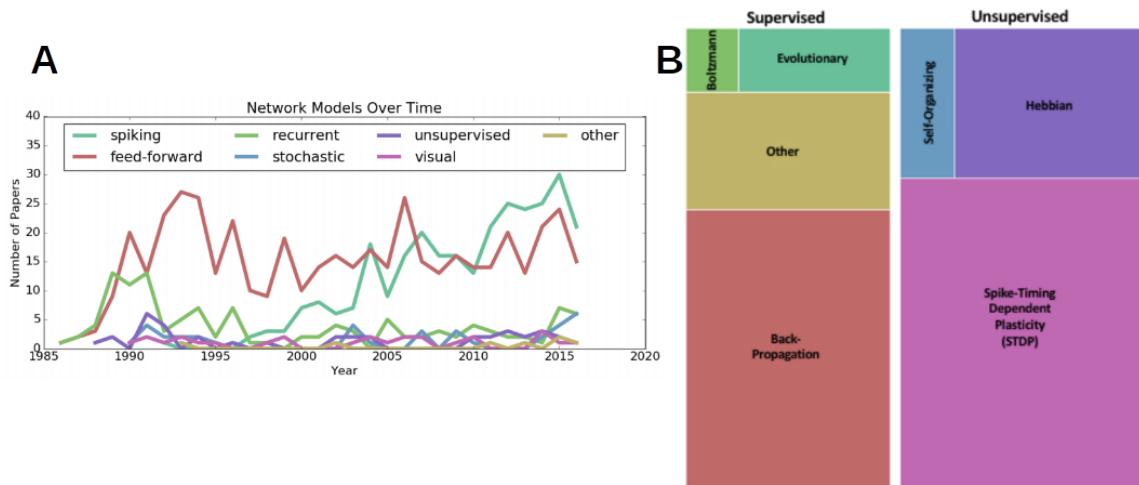 A
Network Models Over Time
spiking
feed-forward
recurrent
stochastic
unsupervised
visual
other
Number of Papers
40
35
30
25
20
15
10
5
0
1985
1990
1995
2000
2005
2010
2015
2020
Year
B
Supervised
Boltzmann
Evolutionary
Other
Back-
Propagation
Unsupervised
Self-Organizing
Hebbian
Spike-Timing
Dependent
Plasticity
(STDP)